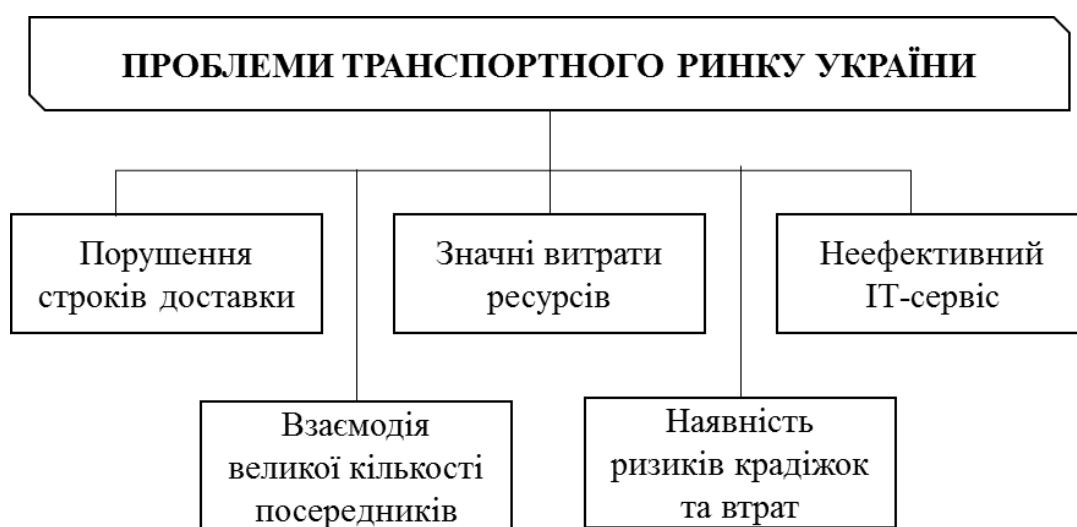 ПРОБЛЕМИ ТРАНСПОРТНОГО РИНКУ УКРАЇНИ
Порушення
строків доставки
Значні витрати
ресурсів
Неефективний
ІТ-сервіс
Взаємодія
великої кількості
посередників
Наявність
ризиків крадіжок
та втрат